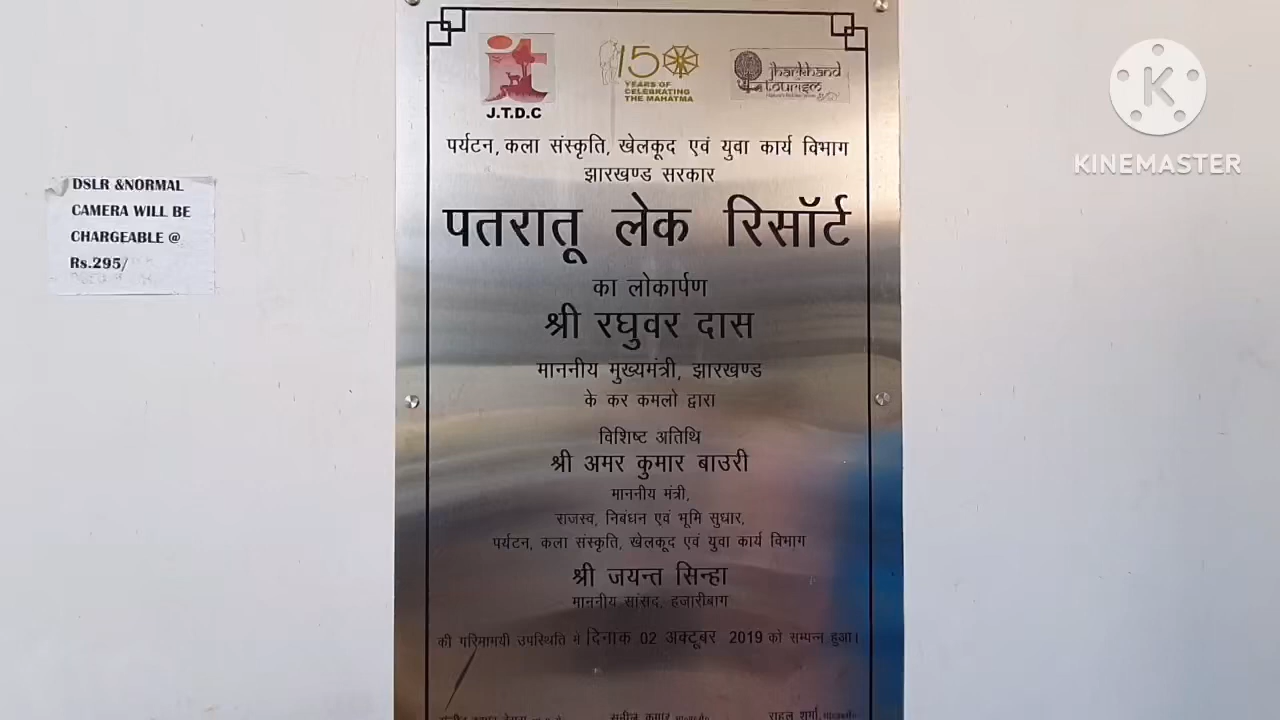 J.T.D.C
150
YEARS OF
CELEBRATING
THE MAHATMA
jharkhand
tourism
पर्यटन, कला संस्कृति, खेलकूद एवं युवा कार्य विभाग
झारखण्ड सरकार
पतरातू लेक रिसॉर्ट
का लोकार्पण
श्री रघुवर दास
माननीय मुख्यमंत्री, झारखण्ड
के कर कमलो द्वारा
विशिष्ट अतिथि
श्री अमर कुमार बाउरी
माननीय मंत्री,
राजस्व, निबंधन एवं भूमि सुधार,
पर्यटन, कला संस्कृति, खेलकूद एवं युवा कार्य विभाग
श्री जयन्त सिन्हा
माननीय सांसद, हजारीबाग
की गरिमामयी उपस्थिति मे दिनाक 02 अक्टूबर 2019 को सम्पन्न हुआ।
राहुल शर्मा,
DSLR &NORMAL
CAMERA WILL BE
CHARGEABLE @
Rs.295/
K
KINEMASTER